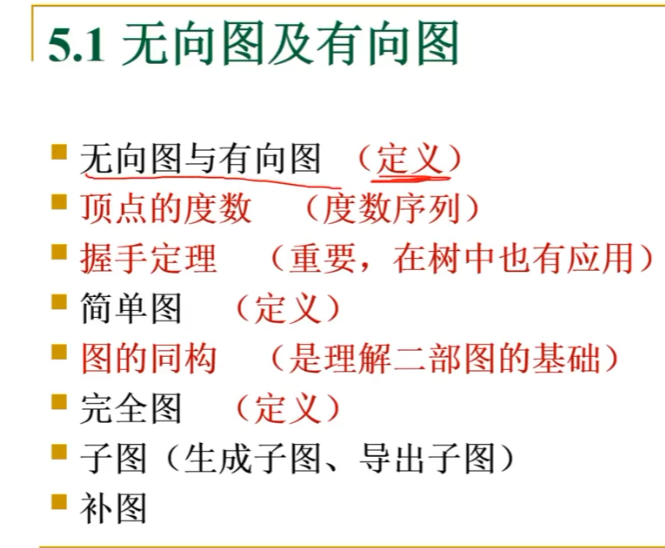 5.1 无向图及有向图
无向图与有向图 （定义）
顶点的度数 （度数序列）
握手定理 （重要，在树中也有应用）
简单图 （定义）
图的同构 （是理解二部图的基础）
完全图 （定义）
子图（生成子图、导出子图）
补图